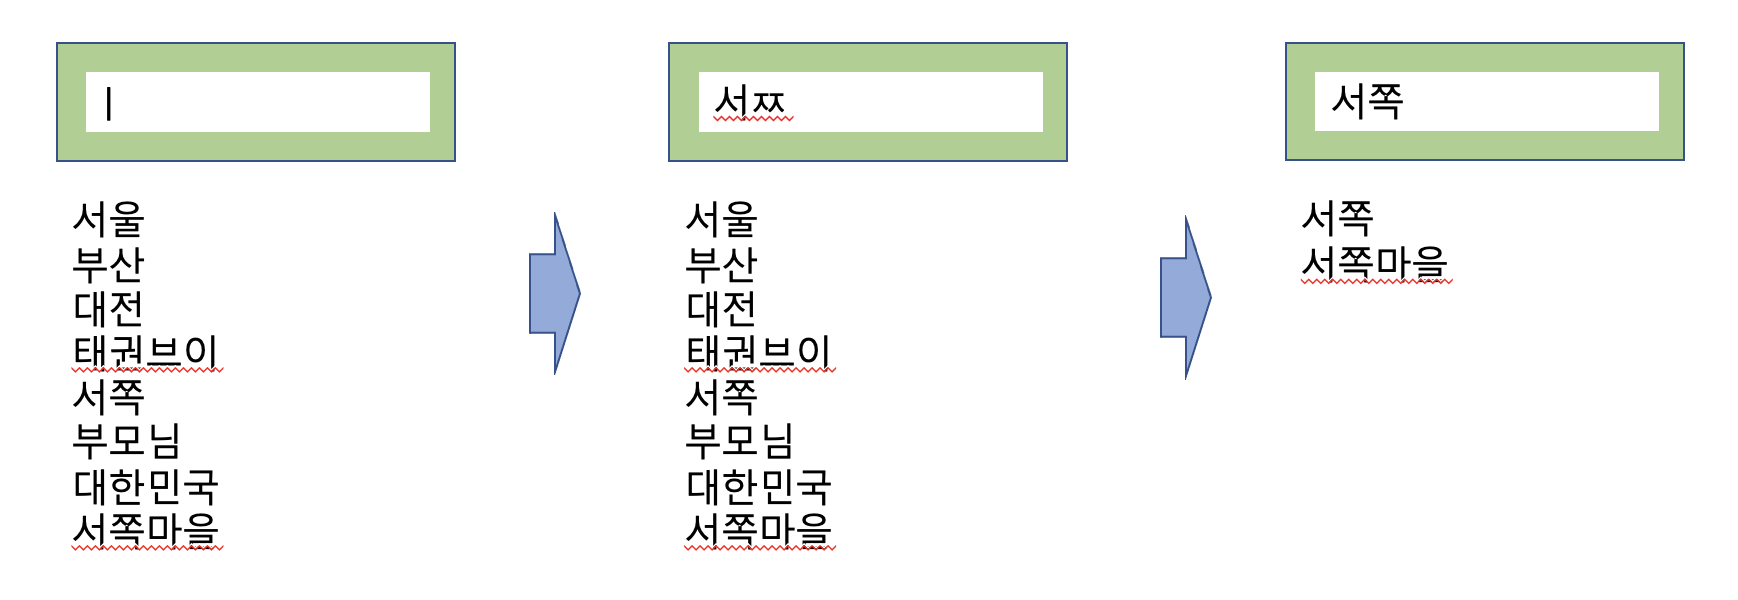 서울
부산
대전
태권브이
서쪽
부모님
대한민국
서쪽마을
서ㅉ
서울
부산
대전
태권브이
서쪽
부모님
대한민국
서쪽마을
서쪽
서쪽
서쪽마을